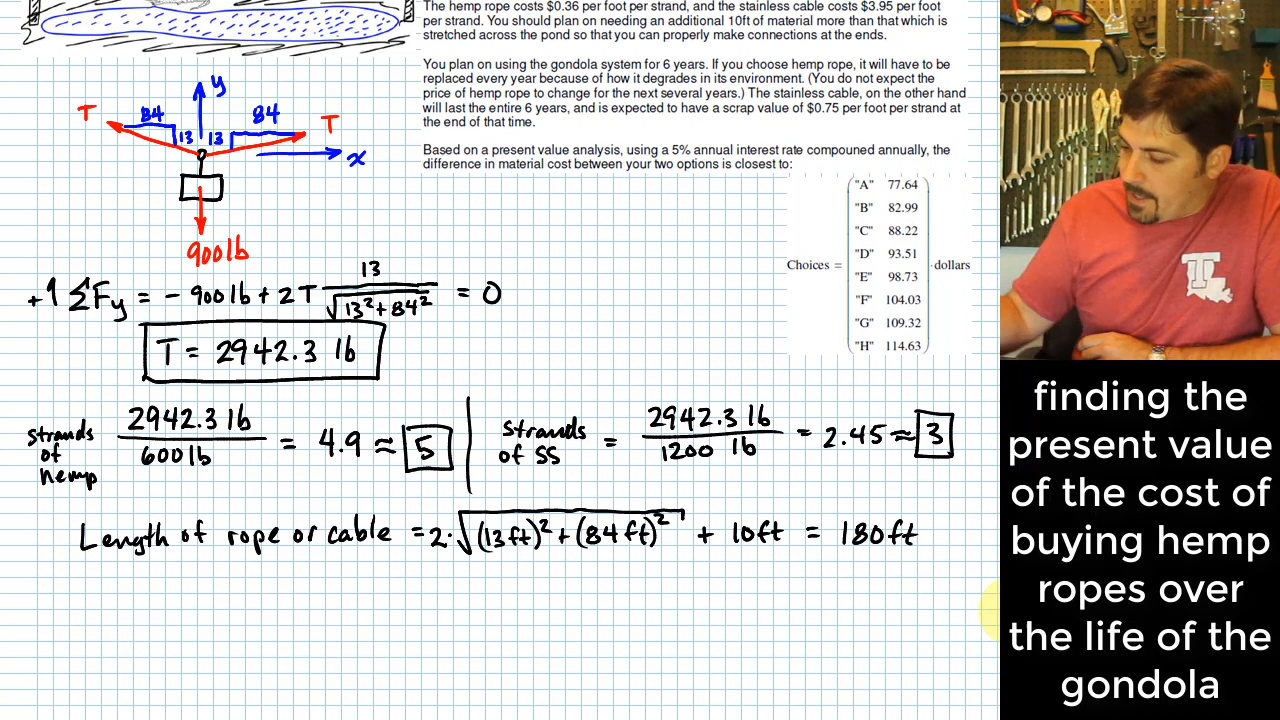 The hemp rope costs $0.36 per foot per strand, and the stainless cable costs $3.95 per foot
per strand. You should plan on needing an additional 10ft of material more than that which is
stretched across the pond so that you can properly make connections at the ends.
You plan on using the gondola system for 6 years. If you choose hemp rope, it will have to be
replaced every year because of how it degrades in its environment. (You do not expect the
price of hemp rope to change for the next several years.) The stainless cable, on the other hand
will last the entire 6 years, and is expected to have a scrap value of $0.75 per foot per strand at
the end of that time.
Based on a present value analysis, using a 5% annual interest rate compounded annually, the
difference in material cost between your two options is closest to:
Choices =
"A" 77.64
"B" 82.99
"C" 88.22
"D" 93.51
"E" 98.73
"F" 104.03
"G" 109.32
"H" 114.63
dollars
y
T 84 84 T
13 13
x
900lb
+↑ΣFy = - 900lb + 2T 13/√(13²+84²) = 0
T = 2942.3 lb
strands of hemp 2942.3 lb / 600 lb = 4.9 ≈ 5
strands of SS = 2942.3 lb / 1200 lb = 2.45 ≈ 3
Length of rope or cable = 2·√((13ft)²+(84ft)²) + 10ft = 180ft
finding the
present value
of the cost of
buying hemp
ropes over
the life of the
gondola